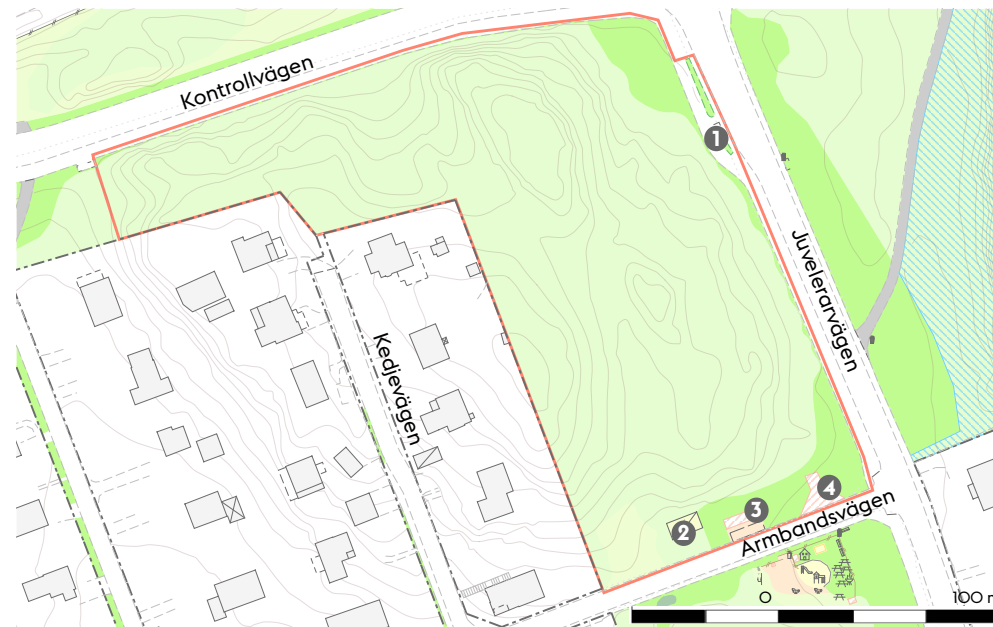 Kontrollvägen
1
Juvelerarvägen
Kedjevägen
4
3
2
Armbandsvägen
0 100 m